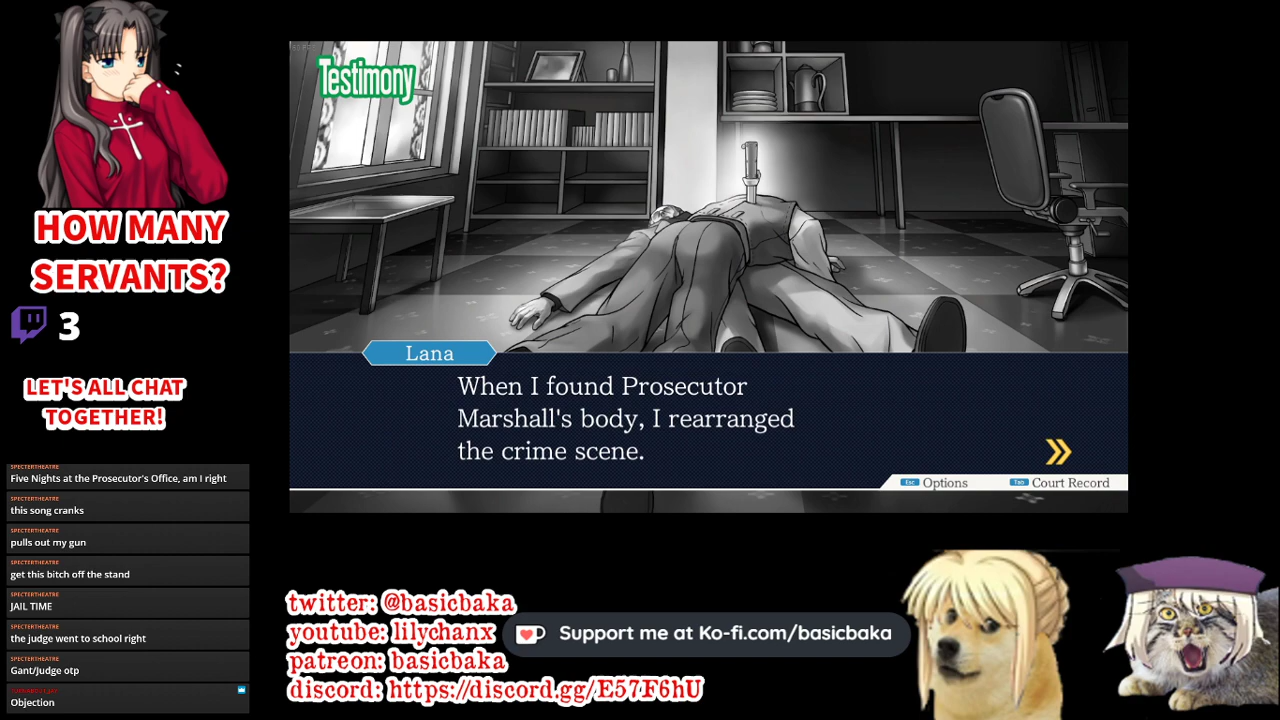 HOW MANY
SERVANTS?
3
LET'S ALL CHAT
TOGETHER!
SPECTERTHEATRE
Five Nights at the Prosecutor's Office, am I right
SPECTERTHEATRE
this song cranks
SPECTERTHEATRE
pulls out my gun
SPECTERTHEATRE
get this bitch off the stand
SPECTERTHEATRE
JAIL TIME
SPECTERTHEATRE
the judge went to school right
SPECTERTHEATRE
Gant/Judge otp
Objection
Testimony
Lana
When I found Prosecutor
Marshall's body, I rearranged
the crime scene.
Esc Options Tab Court Record
twitter: @basicbaka
youtube: lilychanx
patreon: basicbaka
discord: https://discord.gg/E57F6hU
Support me at Ko-fi.com/basicbaka